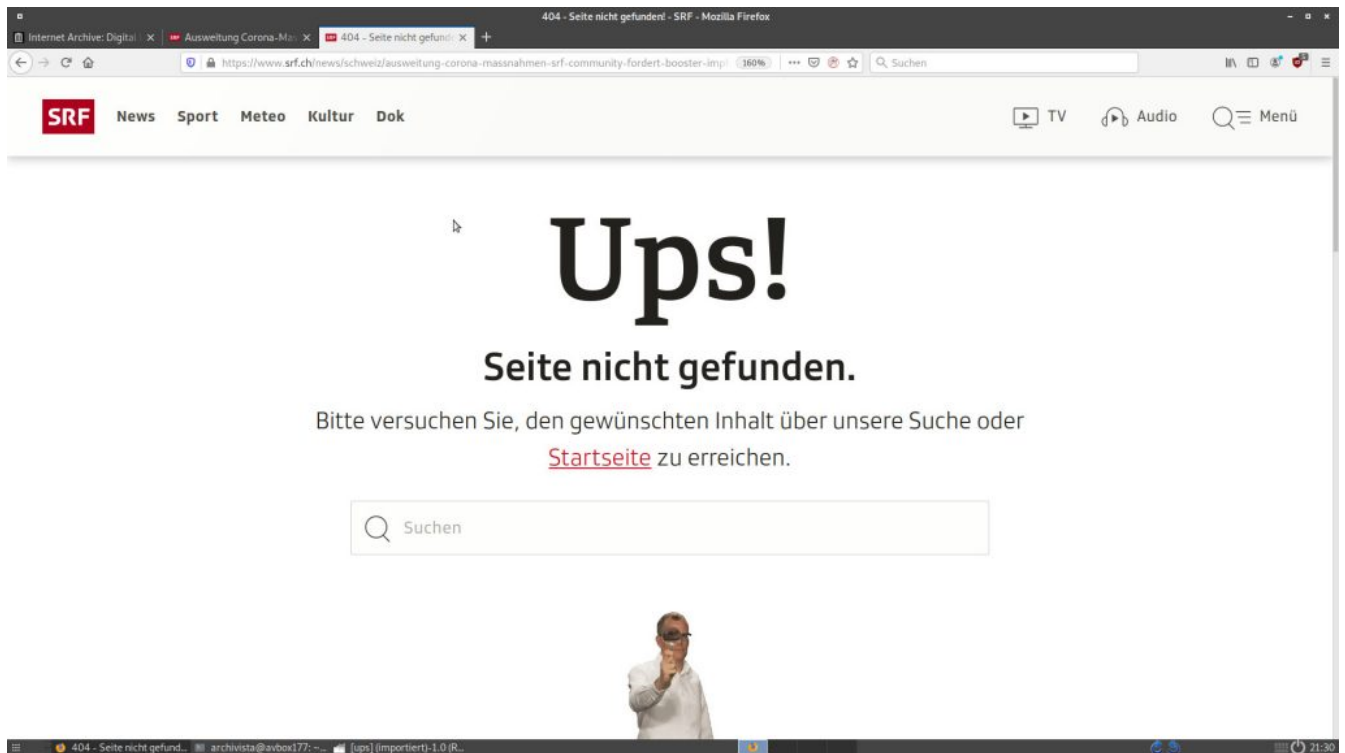 404 - Seite nicht gefunden! - SRF - Mozilla Firefox
Internet Archive: Digital
Ausweitung Corona-Mas
404 - Seite nicht gefunde
https://www.srf.ch/news/schweiz/ausweitung-corona-massnahmen-srf-community-fordert-booster-imp
160%
Suchen
SRF News Sport Meteo Kultur Dok TV Audio Menü
Ups!
Seite nicht gefunden.
Bitte versuchen Sie, den gewünschten Inhalt über unsere Suche oder
Startseite zu erreichen.
Suchen
404 - Seite nicht gefund... archivista@avbox177: ~... [ups] (importiert)-1.0 (R... 21:30